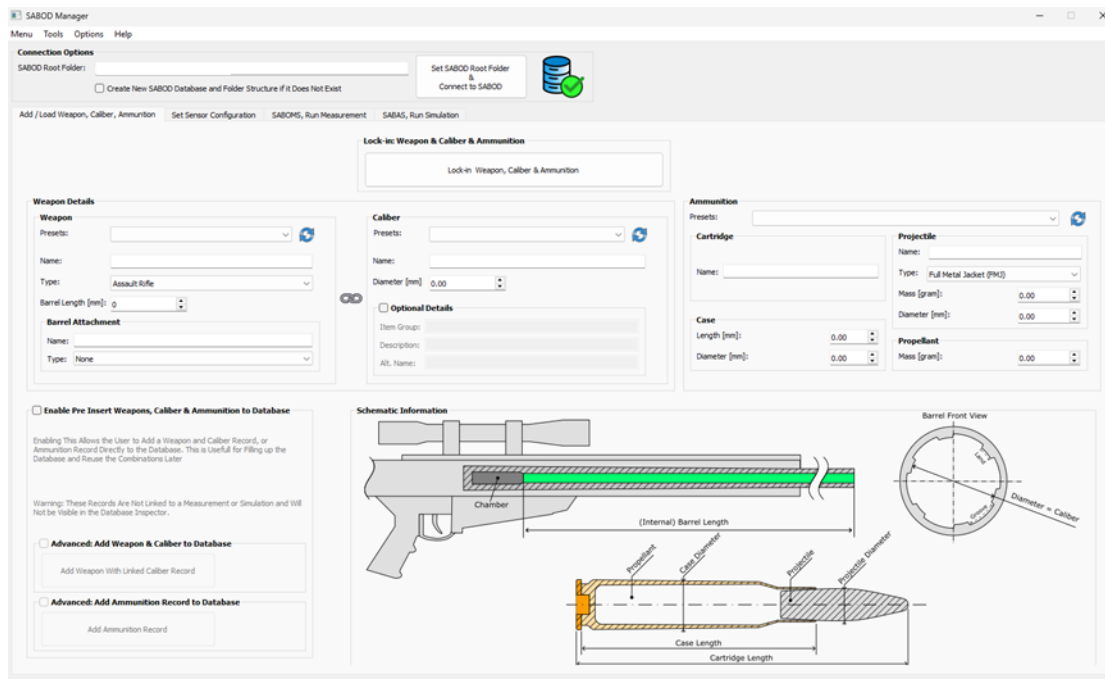 SABOD Manager
Menu Tools Options Help
Connection Options
SABOD Root Folder:
Create New SABOD Database and Folder Structure if it Does Not Exist
Set SABOD Root Folder
&
Connect to SABOD
Add / Load Weapon, Caliber, Ammunition
Set Sensor Configuration
SABOMS, Run Measurement
SABAS, Run Simulation
Lock-in: Weapon & Caliber & Ammunition
Lock-in Weapon, Caliber & Ammunition
Weapon Details
Weapon
Presets:
Name:
Type:
Assault Rifle
Barrel Length [mm]:
0
Barrel Attachment
Name:
Type:
None
Caliber
Presets:
Name:
Diameter [mm]
0.00
Optional Details
Item Group:
Description:
Alt. Name:
Ammunition
Presets:
Cartridge
Name:
Case
Length [mm]:
0.00
Diameter [mm]:
0.00
Projectile
Name:
Type:
Full Metal Jacket (FMJ)
Mass [gram]:
0.00
Diameter [mm]:
0.00
Propellant
Mass [gram]:
0.00
Enable Pre Insert Weapons, Caliber & Ammunition to Database
Enabling This Allows the User to Add a Weapon and Caliber Record, or
Ammunition Record Directly to the Database. This is Usefull for Filling up the
Database and Reuse the Combinations Later
Warning: These Records Are Not Linked to a Measurement or Simulation and Will
Not be Visible in the Database Inspector.
Advanced: Add Weapon & Caliber to Database
Add Weapon With Linked Caliber Record
Advanced: Add Ammunition Record to Database
Add Ammunition Record
Schematic Information
Chamber
(Internal) Barrel Length
Barrel Front View
Land
Groove
Diameter = Caliber
Propellant
Case Diameter
Projectile
Projectile Diameter
Case Length
Cartridge Length